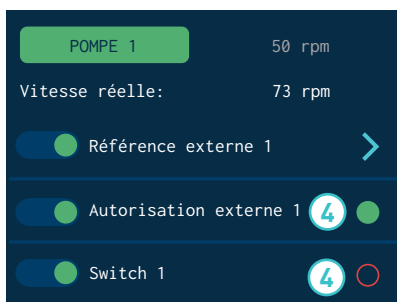 POMPE 1 50 rpm
Vitesse réelle: 73 rpm
Référence externe 1
Autorisation externe 1 4
Switch 1 4